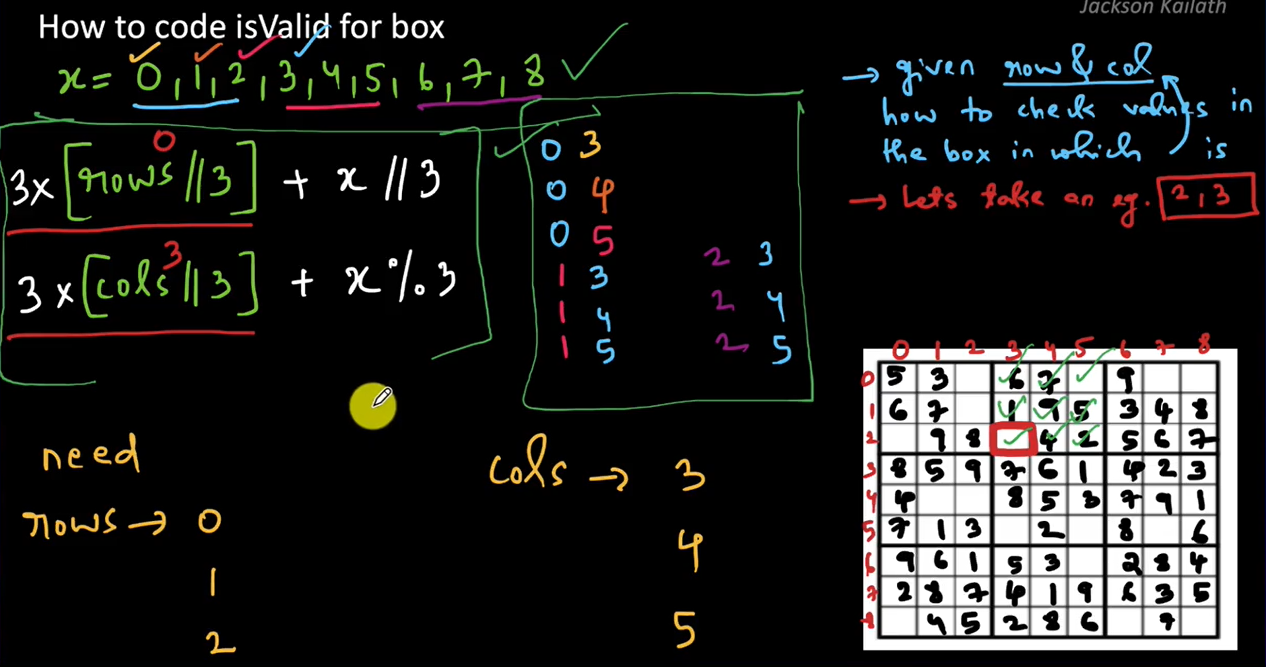 Jackson Kailath
How to code isValid for box
x = 0, 1, 2, 3, 4, 5, 6, 7, 8
→ given row & col
how to check values in
the box in which is
→ Lets take an eg. 2, 3
0
3x [rows // 3] + x // 3
3
3 x [cols // 3] + x % 3
0 3
0 4
0 5
1 3
1 4
1 5
2 3
2 4
2 5
need
rows → 0
1
2
cols → 3
4
5
0 1 2 3 4 5 6 7 8
0 5 3 6 7 9
1 6 7 1 9 5 3 4 8
2 9 8 4 2 5 6 7
3 8 5 9 7 6 1 4 2 3
4 4 8 5 3 7 9 1
5 7 1 3 2 8 6
6 9 6 1 5 3 2 8 4
7 2 8 7 4 1 9 6 3 5
8 4 5 2 8 6 7